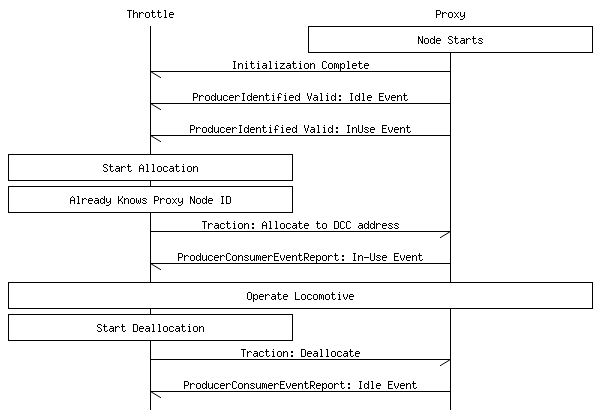 Throttle
Proxy
Node Starts
Initialization Complete
ProducerIdentified Valid: Idle Event
ProducerIdentified Valid: InUse Event
Start Allocation
Already Knows Proxy Node ID
Traction: Allocate to DCC address
ProducerConsumerEventReport: In-Use Event
Operate Locomotive
Start Deallocation
Traction: Deallocate
ProducerConsumerEventReport: Idle Event